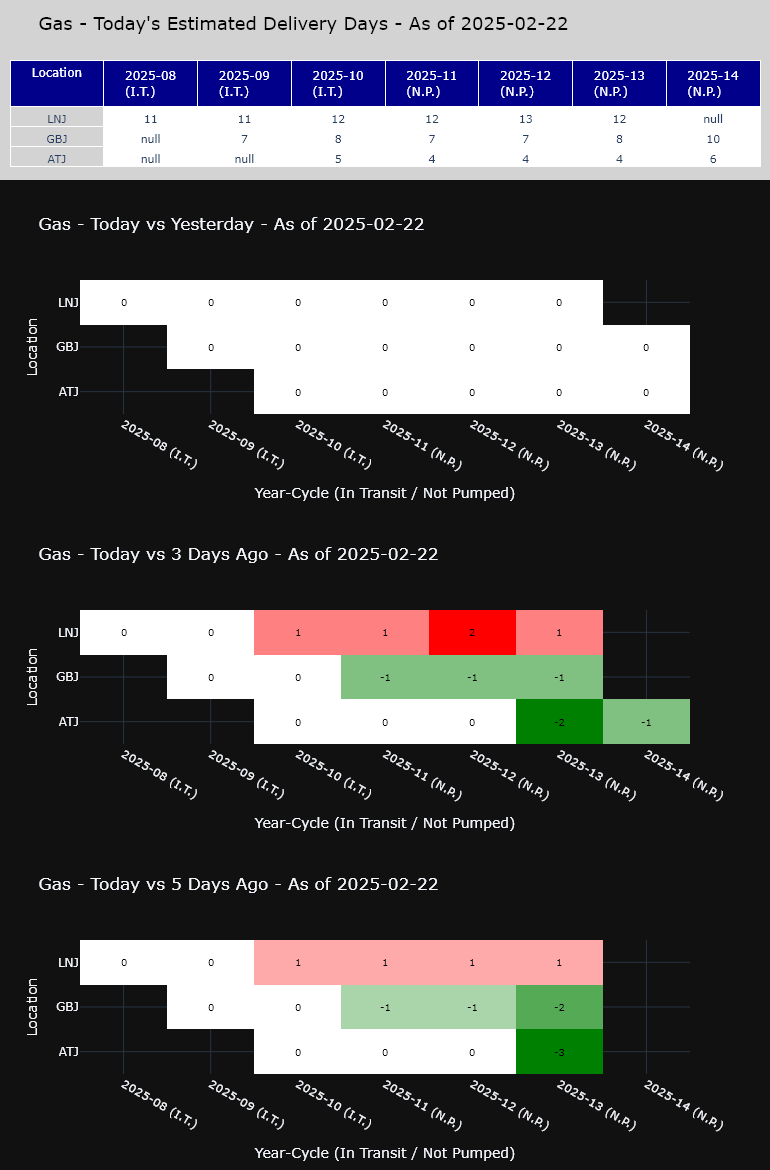 Gas - Today's Estimated Delivery Days - As of 2025-02-22
Location 2025-08 (I.T.) 2025-09 (I.T.) 2025-10 (I.T.) 2025-11 (N.P.) 2025-12 (N.P.) 2025-13 (N.P.) 2025-14 (N.P.)
LNJ 11 11 12 12 13 12 null
GBJ null 7 8 7 7 8 10
ATJ null null 5 4 4 4 6
Gas - Today vs Yesterday - As of 2025-02-22
Location
LNJ 0 0 0 0 0 0
GBJ 0 0 0 0 0 0
ATJ 0 0 0 0 0
2025-08 (I.T.) 2025-09 (I.T.) 2025-10 (I.T.) 2025-11 (N.P.) 2025-12 (N.P.) 2025-13 (N.P.) 2025-14 (N.P.)
Year-Cycle (In Transit / Not Pumped)
Gas - Today vs 3 Days Ago - As of 2025-02-22
Location
LNJ 0 0 1 1 2 1
GBJ 0 0 -1 -1 -1
ATJ 0 0 0 -2 -1
2025-08 (I.T.) 2025-09 (I.T.) 2025-10 (I.T.) 2025-11 (N.P.) 2025-12 (N.P.) 2025-13 (N.P.) 2025-14 (N.P.)
Year-Cycle (In Transit / Not Pumped)
Gas - Today vs 5 Days Ago - As of 2025-02-22
Location
LNJ 0 0 1 1 1 1
GBJ 0 0 -1 -1 -2
ATJ 0 0 0 -3
2025-08 (I.T.) 2025-09 (I.T.) 2025-10 (I.T.) 2025-11 (N.P.) 2025-12 (N.P.) 2025-13 (N.P.) 2025-14 (N.P.)
Year-Cycle (In Transit / Not Pumped)